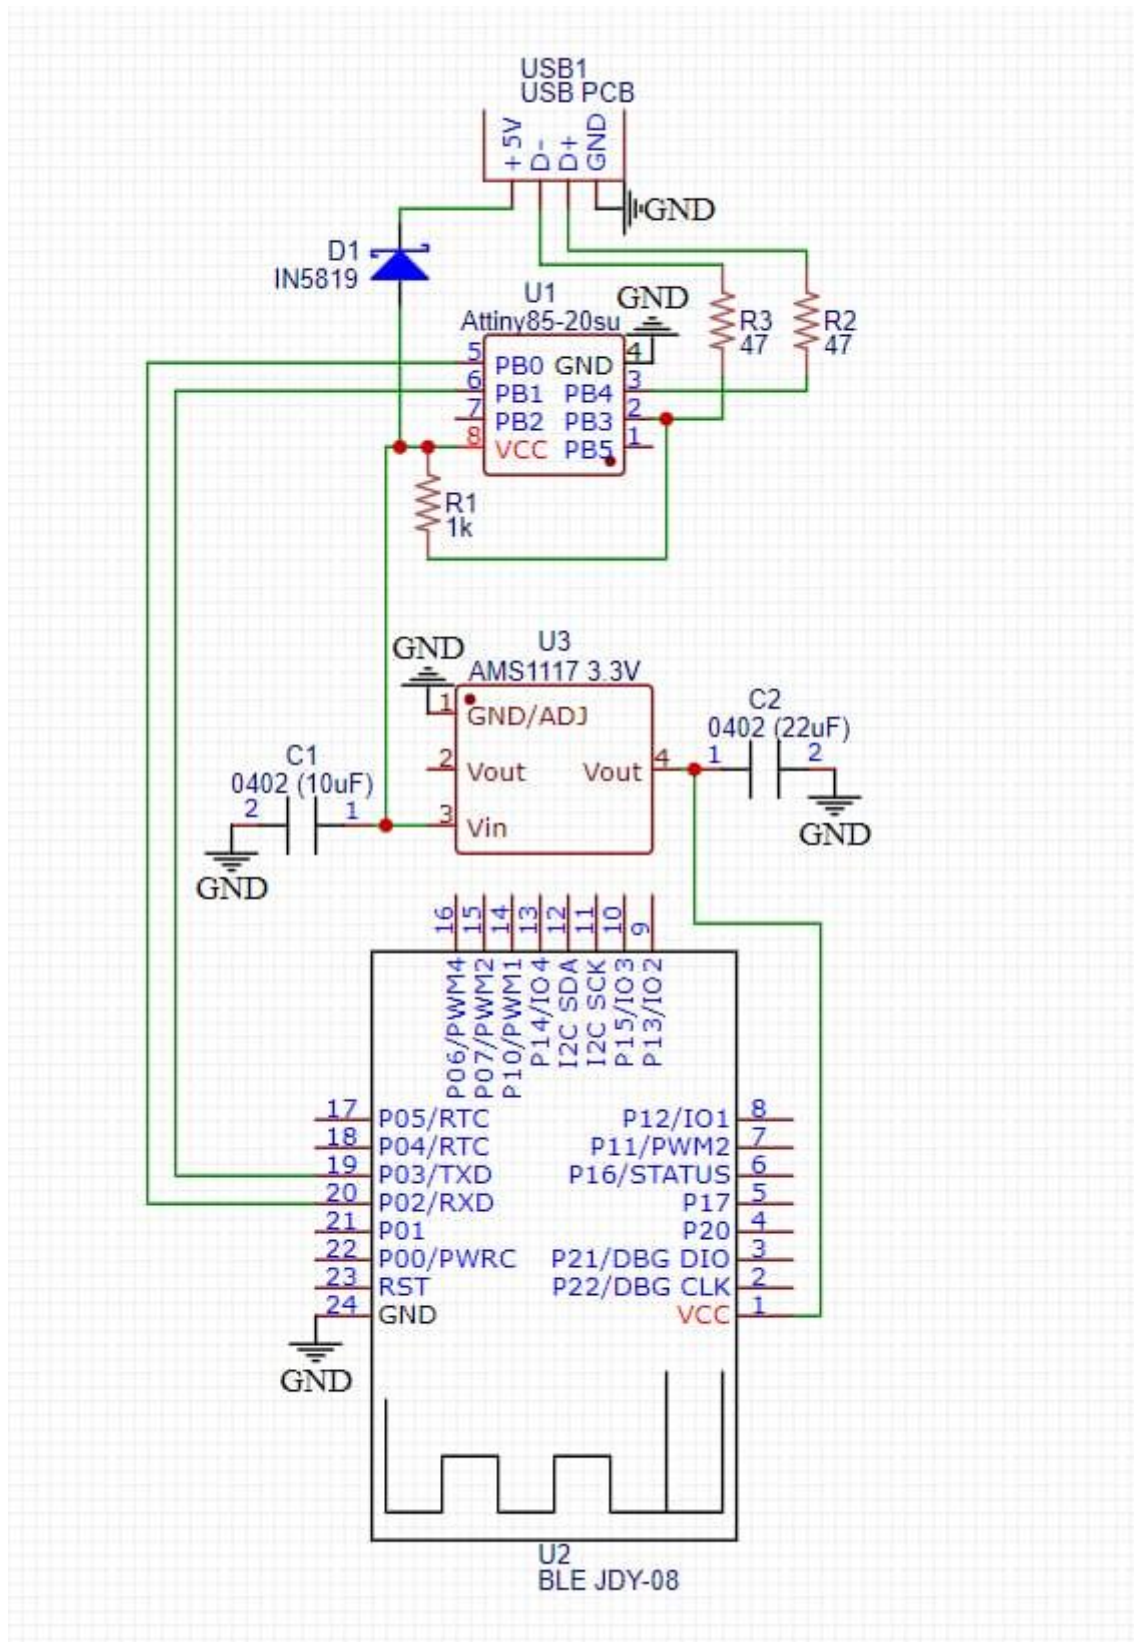 USB1
USB PCB
+5V
D-
D+
GND
GND
D1
IN5819
U1
Attiny85-20su
GND
R3
47
R2
47
5 PB0 GND 4
6 PB1 PB4 3
7 PB2 PB3 2
8 VCC PB5 1
R1
1k
GND
U3
AMS1117 3.3V
1 GND/ADJ
2 Vout Vout 4
3 Vin
C2
0402 (22uF)
1 2
GND
C1
0402 (10uF)
2 1
GND
16 15 14 13 12 11 10 9
P06/PWM4
P07/PWM2
P10/PWM1
P14/IO4
I2C SDA
I2C SCK
P15/IO3
P13/IO2
17 P05/RTC P12/IO1 8
18 P04/RTC P11/PWM2 7
19 P03/TXD P16/STATUS 6
20 P02/RXD P17 5
21 P01 P20 4
22 P00/PWRC P21/DBG DIO 3
23 RST P22/DBG CLK 2
24 GND VCC 1
GND
U2
BLE JDY-08